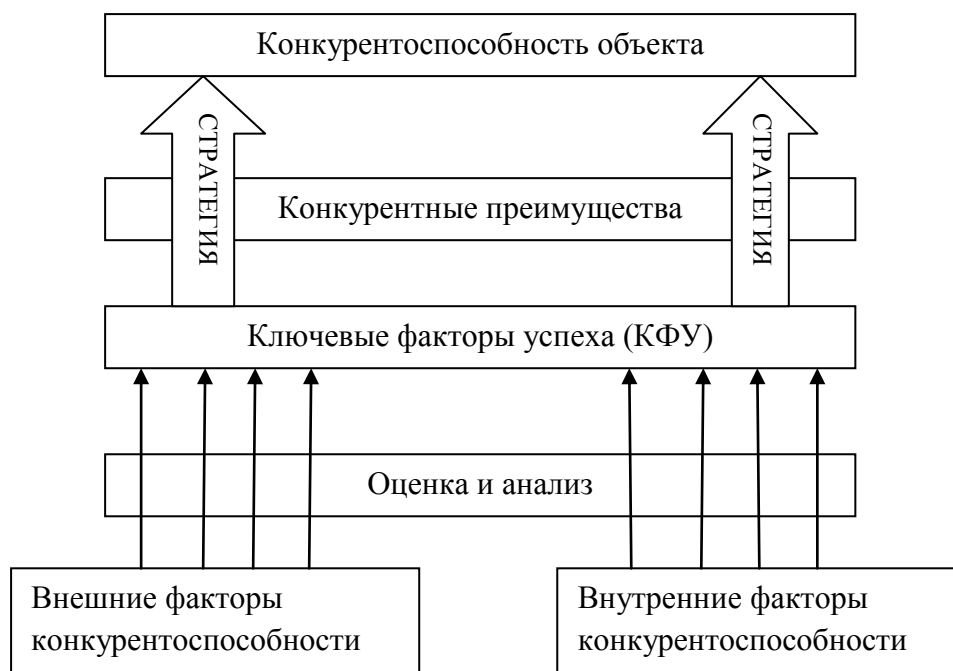 Конкурентоспособность объекта
СТРАТЕГИЯ
СТРАТЕГИЯ
Конкурентные преимущества
Ключевые факторы успеха (КФУ)
Оценка и анализ
Внешние факторы
конкурентоспособности
Внутренние факторы
конкурентоспособности